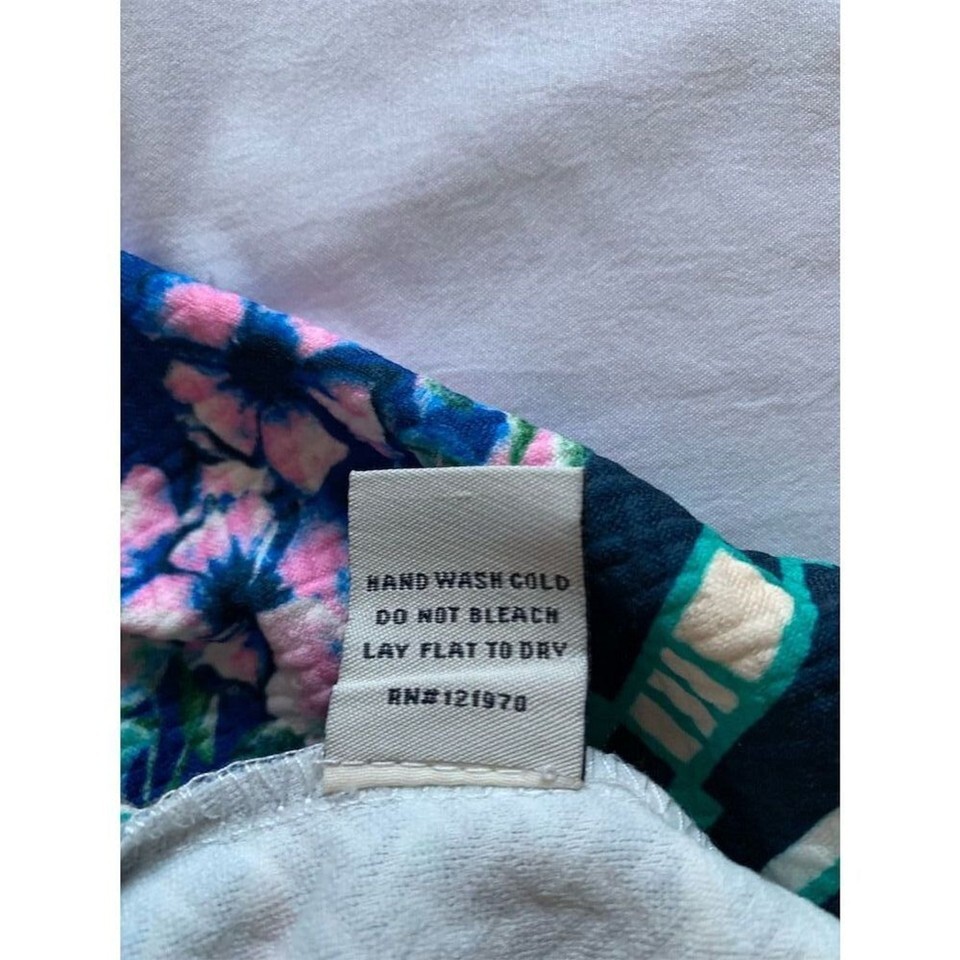 HAND WASH COLD
DO NOT BLEACH
LAY FLAT TO DRY
RN#121970